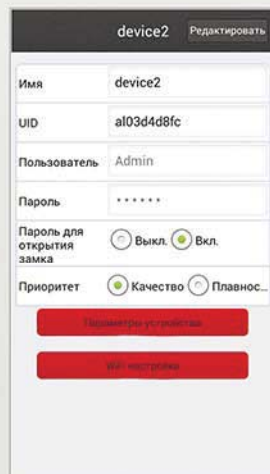 device2 Редактировать
Имя device2
UID al03d4d8fc
Пользователь Admin
Пароль ······
Пароль для
открытия
замка
Выкл. Вкл.
Приоритет Качество Плавнос...
Параметры устройства
WiFi настройка